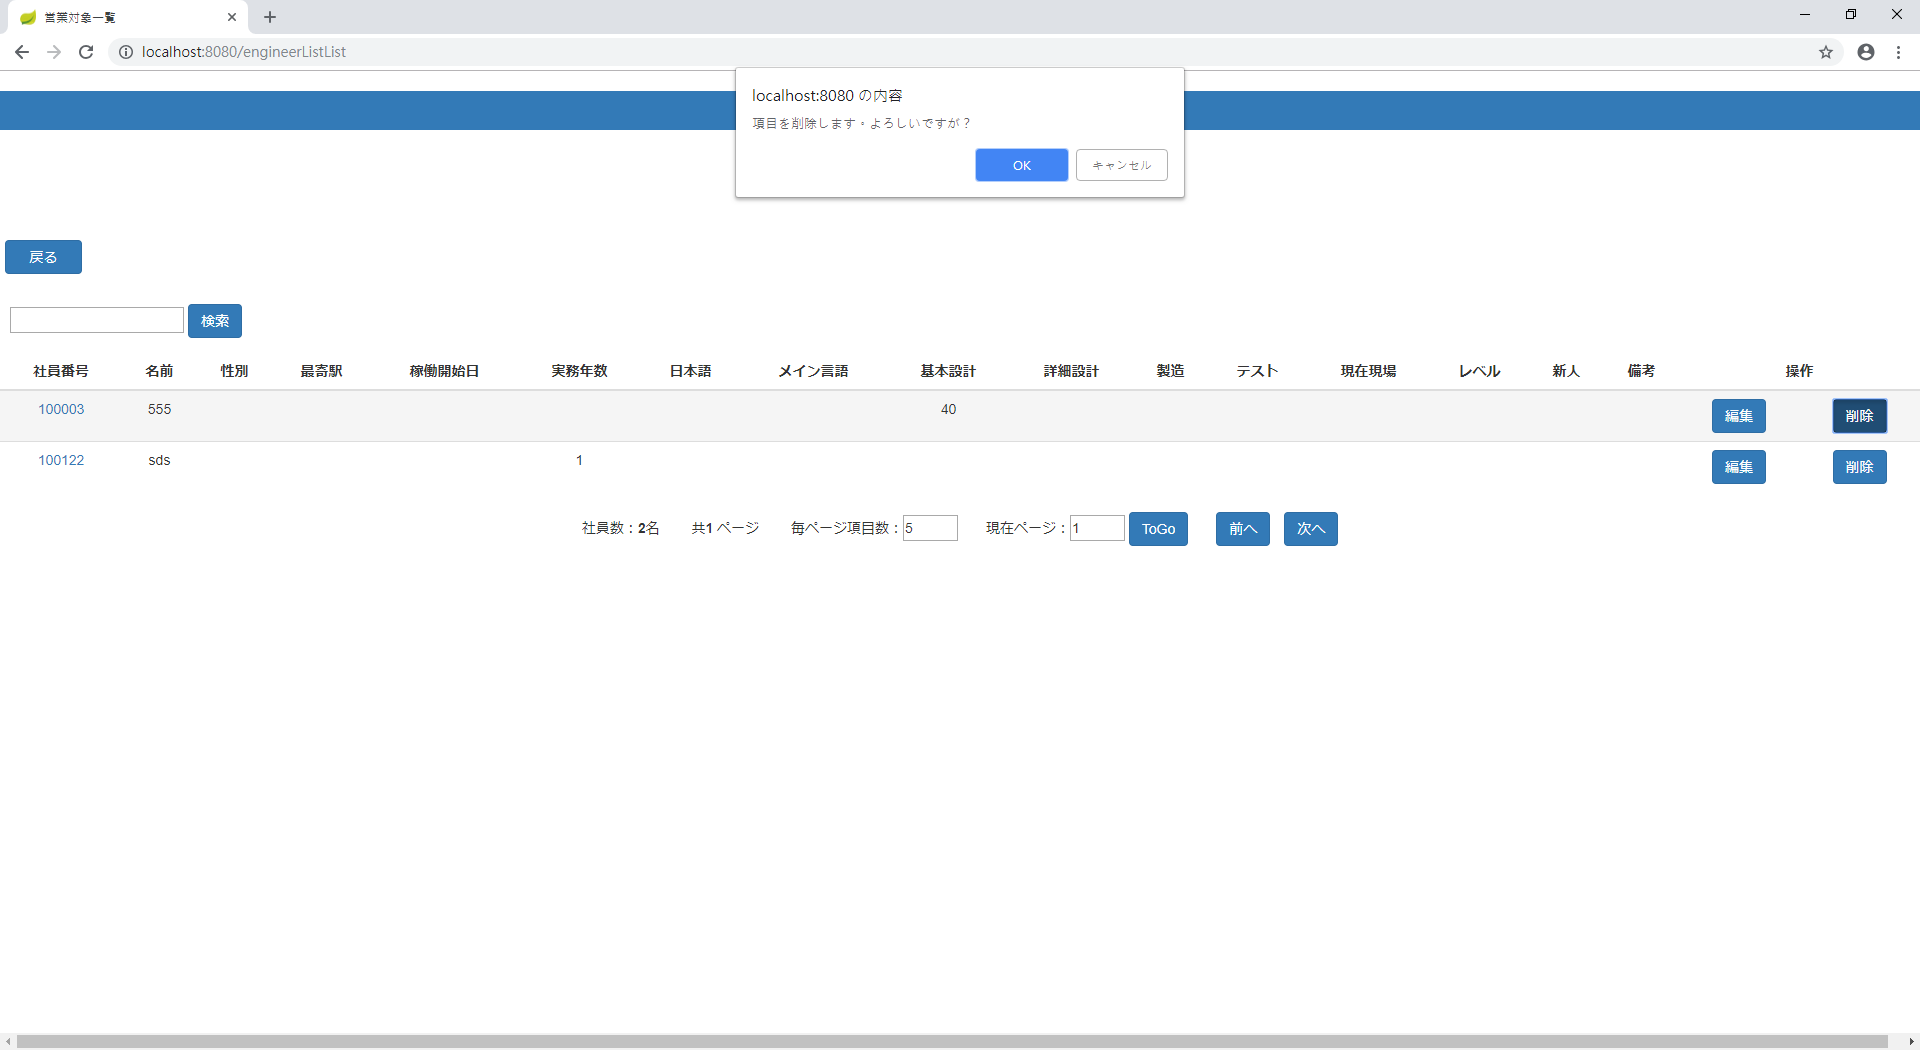 営業対象一覧
localhost:8080/engineerListList
localhost:8080 の内容
項目を削除します。よろしいですが？
OK キャンセル
戻る
検索
社員番号 名前 性別 最寄駅 稼働開始日 実務年数 日本語 メイン言語 基本設計 詳細設計 製造 テスト 現在現場 レベル 新人 備考 操作
100003 555 40 編集 削除
100122 sds 1 編集 削除
社員数：2名 共1 ページ 毎ページ項目数：5 現在ページ：1 ToGo 前へ 次へ